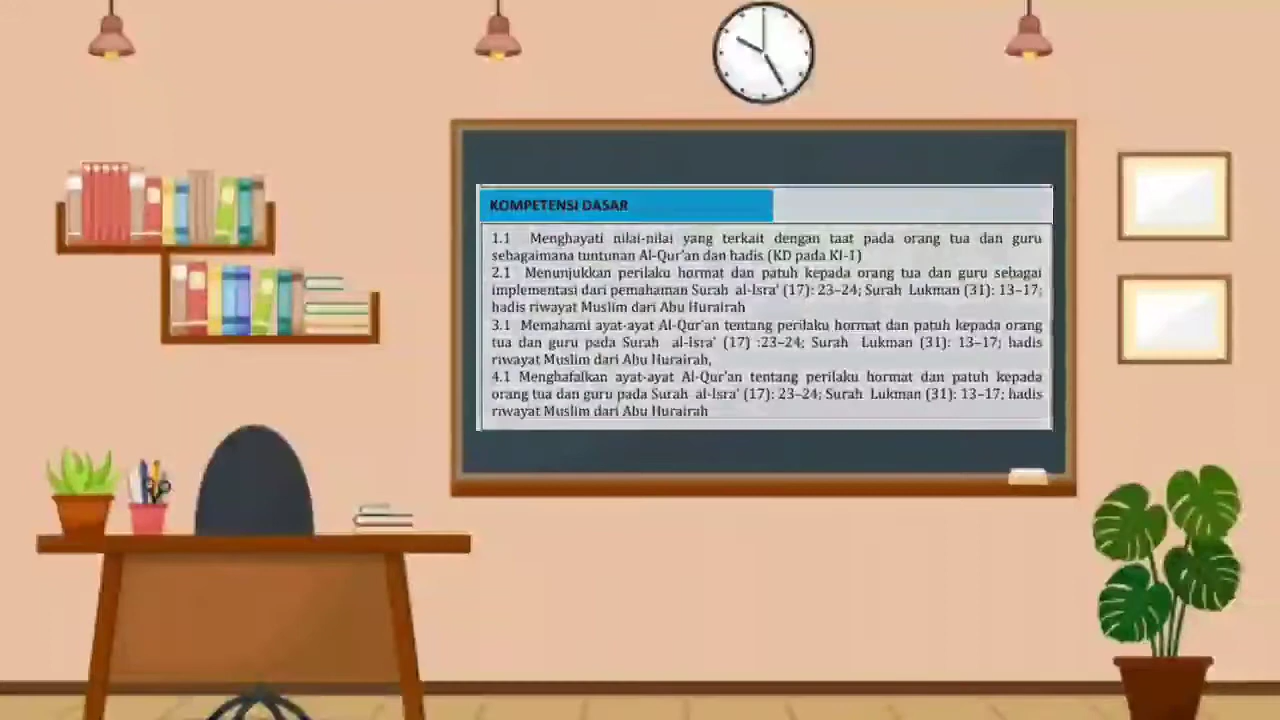 KOMPETENSI DASAR
1.1 Menghayati nilai-nilai yang terkait dengan taat pada orang tua dan guru
sebagaimana tuntunan Al-Qur'an dan hadis (KD pada KI-1)
2.1 Menunjukkan perilaku hormat dan patuh kepada orang tua dan guru sebagai
implementasi dari pemahaman Surah al-Isra' (17): 23–24; Surah Lukman (31): 13–17;
hadis riwayat Muslim dari Abu Hurairah
3.1 Memahami ayat-ayat Al-Qur'an tentang perilaku hormat dan patuh kepada orang
tua dan guru pada Surah al-Isra' (17) :23–24; Surah Lukman (31): 13–17; hadis
riwayat Muslim dari Abu Hurairah,
4.1 Menghafalkan ayat-ayat Al-Qur'an tentang perilaku hormat dan patuh kepada
orang tua dan guru pada Surah al-Isra' (17): 23–24; Surah Lukman (31): 13–17; hadis
riwayat Muslim dari Abu Hurairah